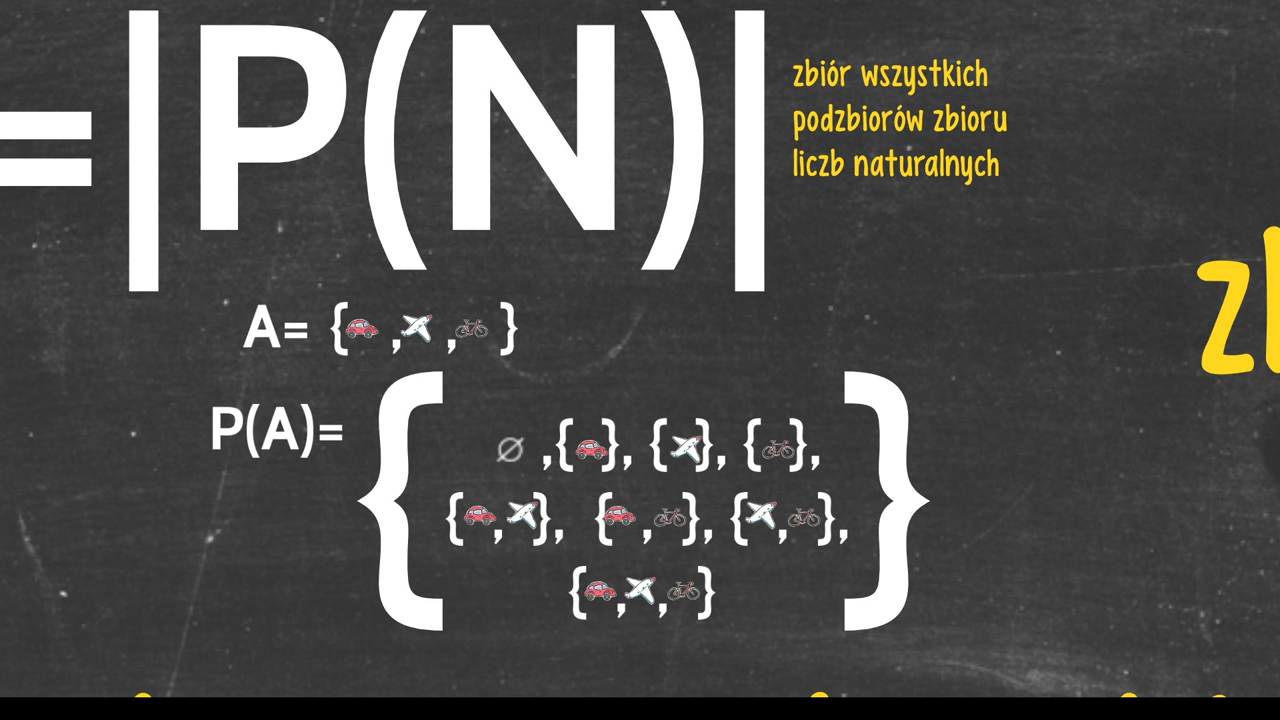 =|P(N)|
zbiór wszystkich
podzbiorów zbioru
liczb naturalnych
A= { , , }
P(A)= {
∅ ,{ }, { }, { },
{ , }, { , }, { , },
{ , , }
}